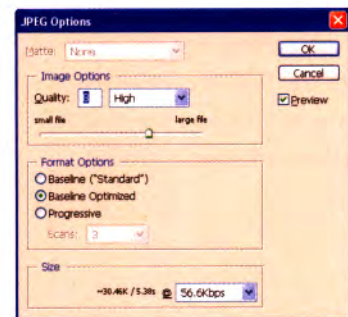 JPEG Options
Matte: None
OK
Cancel
Preview
Image Options
Quality: High
small file large file
Format Options
Baseline ("Standard")
Baseline Optimized
Progressive
Scans: 3
Size
~30.46K / 5.38s @ 56.6Kbps